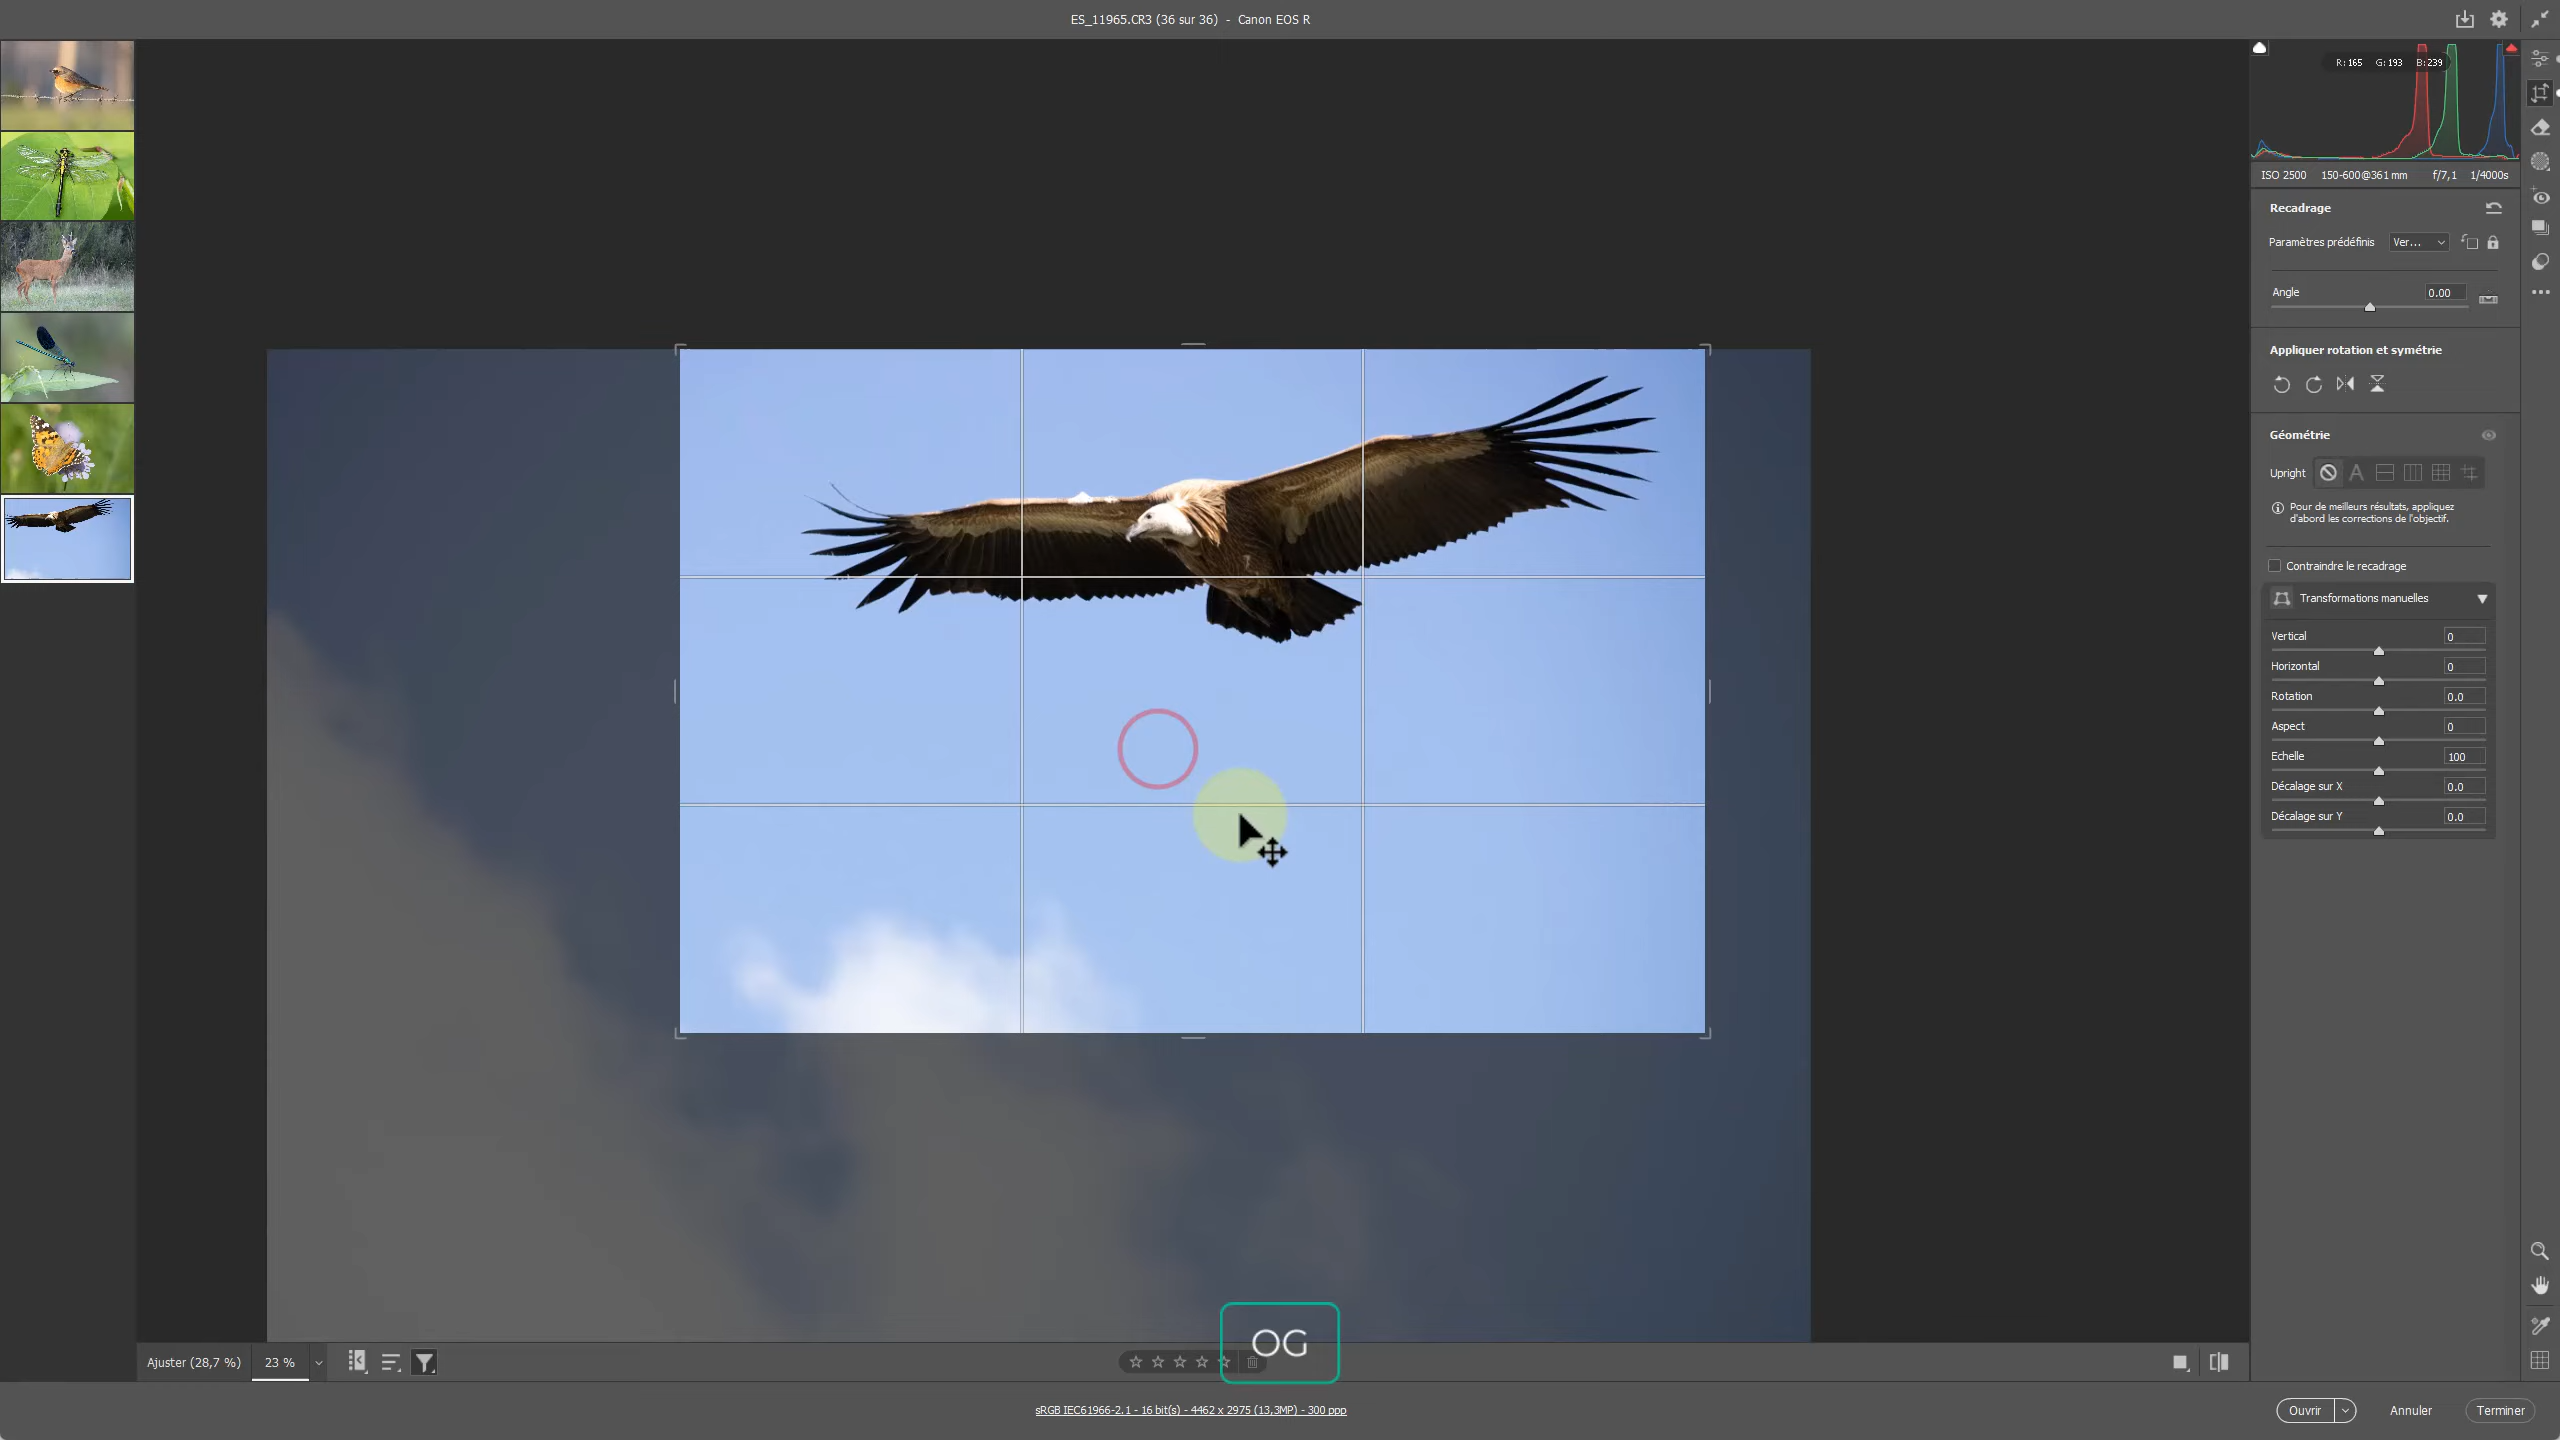 ES_11965.CR3 (36 sur 36) - Canon EOS R
R:165 G:193 B:239
ISO 2500 150-600@361 mm f/7,1 1/4000s
Recadrage
Paramètres prédéfinis Ver...
Angle 0.00
Appliquer rotation et symétrie
Géométrie
Upright A
Pour de meilleurs résultats, appliquez
d'abord les corrections de l'objectif.
Contraindre le recadrage
Transformations manuelles
Vertical 0
Horizontal 0
Rotation 0.0
Aspect 0
Echelle 100
Décalage sur X 0.0
Décalage sur Y 0.0
OG
Ajuster (28,7 %) 23 %
sRGB IEC61966-2.1 - 16 bit(s) - 4462 x 2975 (13,3MP) - 300 ppp
Ouvrir Annuler Terminer